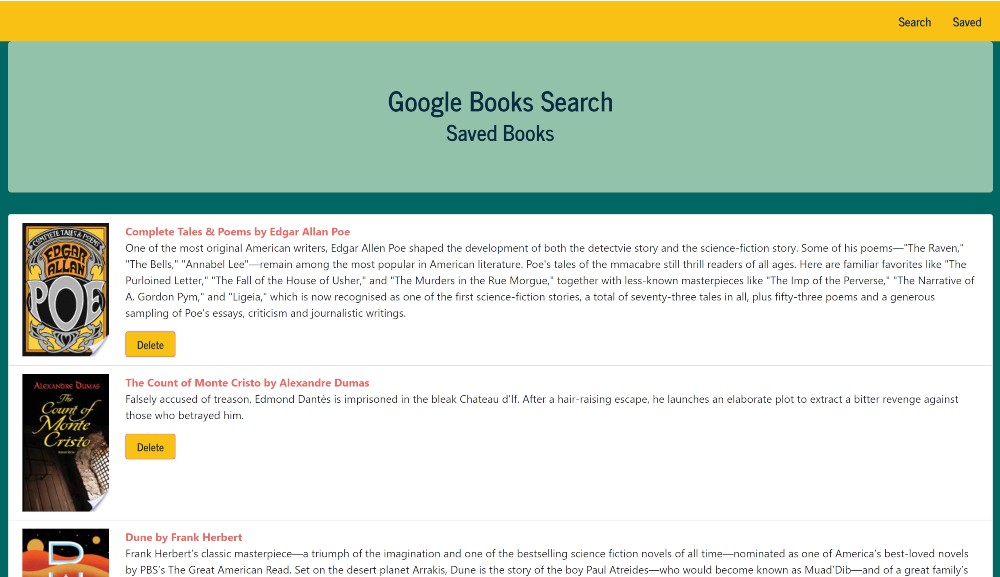 Search Saved
Google Books Search
Saved Books
COMPLETE TALES & POEMS
EDGAR
ALLAN
POE
Complete Tales & Poems by Edgar Allan Poe
One of the most original American writers, Edgar Allen Poe shaped the development of both the detectvie story and the science-fiction story. Some of his poems—"The Raven,"
"The Bells," "Annabel Lee"—remain among the most popular in American literature. Poe's tales of the mmacabre still thrill readers of all ages. Here are familiar favorites like "The
Purloined Letter," "The Fall of the House of Usher," and "The Murders in the Rue Morgue," together with less-known masterpieces like "The Imp of the Perverse," "The Narrative of
A. Gordon Pym," and "Ligeia," which is now recognised as one of the first science-fiction stories, a total of seventy-three tales in all, plus fifty-three poems and a generous
sampling of Poe's essays, criticism and journalistic writings.
Delete
ALEXANDRE DUMAS
The
Count of
Monte
Cristo
The Count of Monte Cristo by Alexandre Dumas
Falsely accused of treason, Edmond Dantès is imprisoned in the bleak Chateau d'If. After a hair-raising escape, he launches an elaborate plot to extract a bitter revenge against
those who betrayed him.
Delete
Dune by Frank Herbert
Frank Herbert's classic masterpiece—a triumph of the imagination and one of the bestselling science fiction novels of all time—nominated as one of America's best-loved novels
by PBS's The Great American Read. Set on the desert planet Arrakis, Dune is the story of the boy Paul Atreides—who would become known as Muad'Dib—and of a great family's